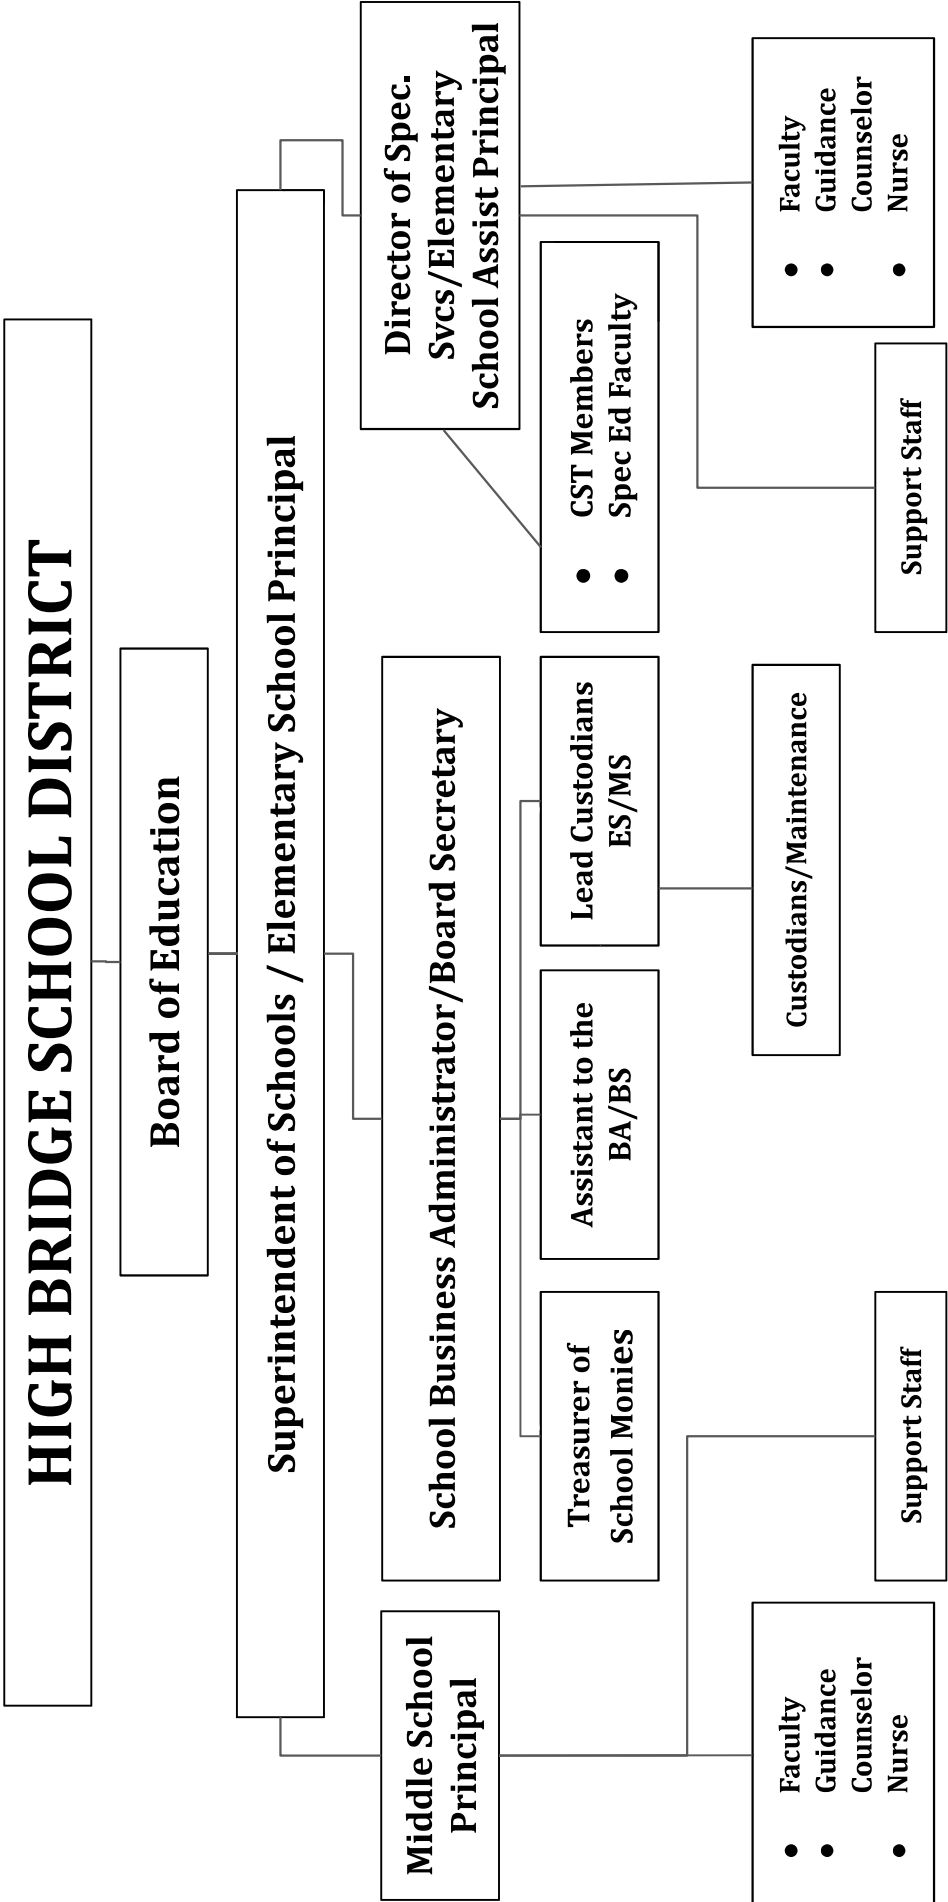 HIGH BRIDGE SCHOOL DISTRICT
Board of Education
Superintendent of Schools / Elementary School Principal
Middle School
Principal
School Business Administrator/Board Secretary
Director of Spec.
Svcs/Elementary
School Assist Principal
Treasurer of
School Monies
Assistant to the
BA/BS
Lead Custodians
ES/MS
• CST Members
• Spec Ed Faculty
• Faculty
• Guidance
Counselor
• Nurse
Support Staff
Custodians/Maintenance
Support Staff
• Faculty
• Guidance
Counselor
• Nurse